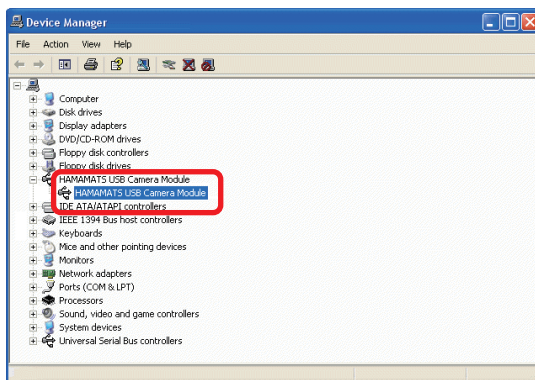 Device Manager
File Action View Help
Computer
Disk drives
Display adapters
DVD/CD-ROM drives
Floppy disk controllers
Floppy disk drives
HAMAMATS USB Camera Module
HAMAMATS USB Camera Module
IDE ATA/ATAPI controllers
IEEE 1394 Bus host controllers
Keyboards
Mice and other pointing devices
Monitors
Network adapters
Ports (COM & LPT)
Processors
Sound, video and game controllers
System devices
Universal Serial Bus controllers